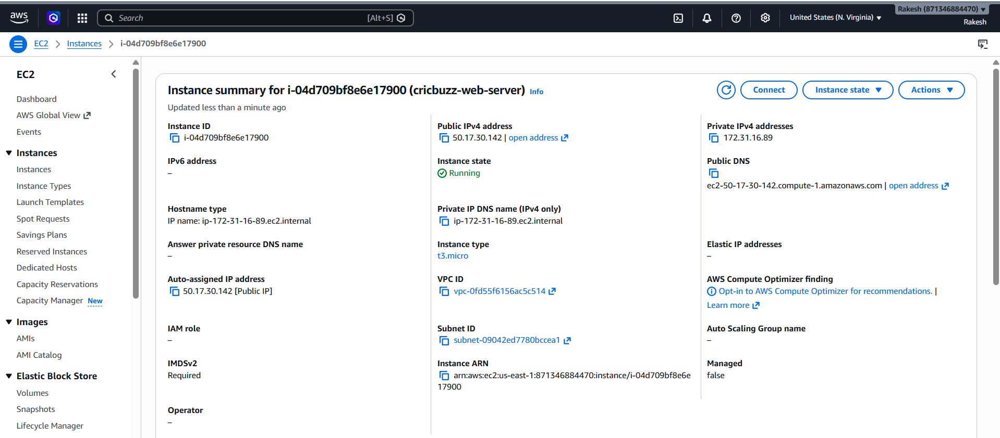 aws
Search
[Alt+S]
United States (N. Virginia)
Rakesh (871346884470)
Rakesh
EC2
Instances
i-04d709bf8e6e17900
EC2
Dashboard
AWS Global View
Events
Instances
Instances
Instance Types
Launch Templates
Spot Requests
Savings Plans
Reserved Instances
Dedicated Hosts
Capacity Reservations
Capacity Manager New
Images
AMIs
AMI Catalog
Elastic Block Store
Volumes
Snapshots
Lifecycle Manager
Instance summary for i-04d709bf8e6e17900 (cricbuzz-web-server) Info
Updated less than a minute ago
Connect
Instance state
Actions
Instance ID
i-04d709bf8e6e17900
Public IPv4 address
50.17.30.142 | open address
Private IPv4 addresses
172.31.16.89
IPv6 address
–
Instance state
Running
Public DNS
ec2-50-17-30-142.compute-1.amazonaws.com | open address
Hostname type
IP name: ip-172-31-16-89.ec2.internal
Private IP DNS name (IPv4 only)
ip-172-31-16-89.ec2.internal
Answer private resource DNS name
–
Instance type
t3.micro
Elastic IP addresses
–
Auto-assigned IP address
50.17.30.142 [Public IP]
VPC ID
vpc-0fd55f6156ac5c514
AWS Compute Optimizer finding
Opt-in to AWS Compute Optimizer for recommendations. |
Learn more
IAM role
–
Subnet ID
subnet-09042ed7780bccea1
Auto Scaling Group name
–
IMDSv2
Required
Instance ARN
arn:aws:ec2:us-east-1:871346884470:instance/i-04d709bf8e6e
17900
Managed
false
Operator
–